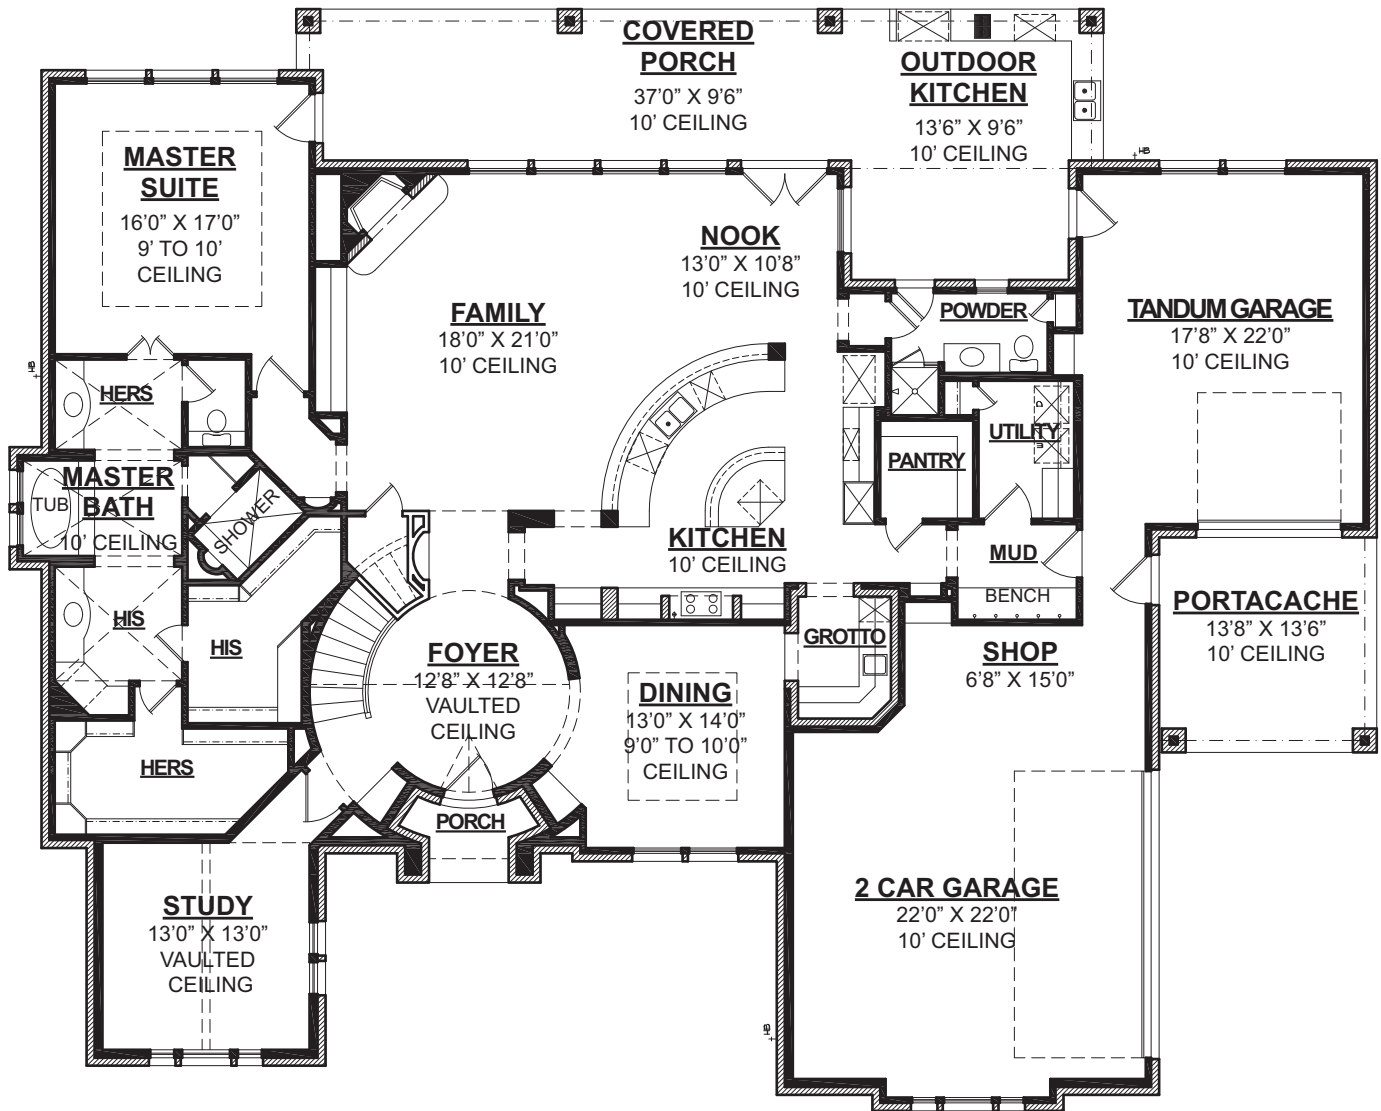 COVERED
PORCH
37'0" X 9'6"
10' CEILING
OUTDOOR
KITCHEN
13'6" X 9'6"
10' CEILING
HB
MASTER
SUITE
16'0" X 17'0"
9' TO 10'
CEILING
NOOK
13'0" X 10'8"
10' CEILING
FAMILY
18'0" X 21'0"
10' CEILING
POWDER
TANDUM GARAGE
17'8" X 22'0"
10' CEILING
HB
HERS
D
W
UTILITY
PANTRY
MASTER
BATH
10' CEILING
TUB
SHOWER
KITCHEN
10' CEILING
MUD
BENCH
PORTACACHE
13'8" X 13'6"
10' CEILING
HIS
HIS
GROTTO
FOYER
12'8" X 12'8"
VAULTED
CEILING
SHOP
6'8" X 15'0"
DINING
13'0" X 14'0"
9'0" TO 10'0"
CEILING
HERS
PORCH
STUDY
13'0" X 13'0"
VAULTED
CEILING
2 CAR GARAGE
22'0" X 22'0"
10' CEILING
HB